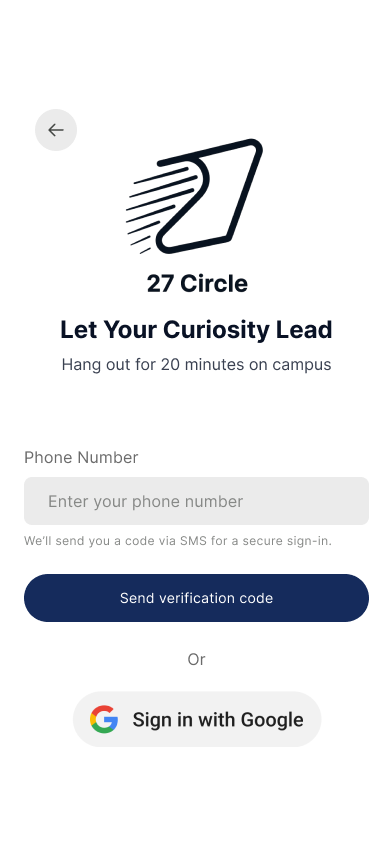 27 Circle
Let Your Curiosity Lead
Hang out for 20 minutes on campus
Phone Number
Enter your phone number
We'll send you a code via SMS for a secure sign-in.
Send verification code
Or
Sign in with Google